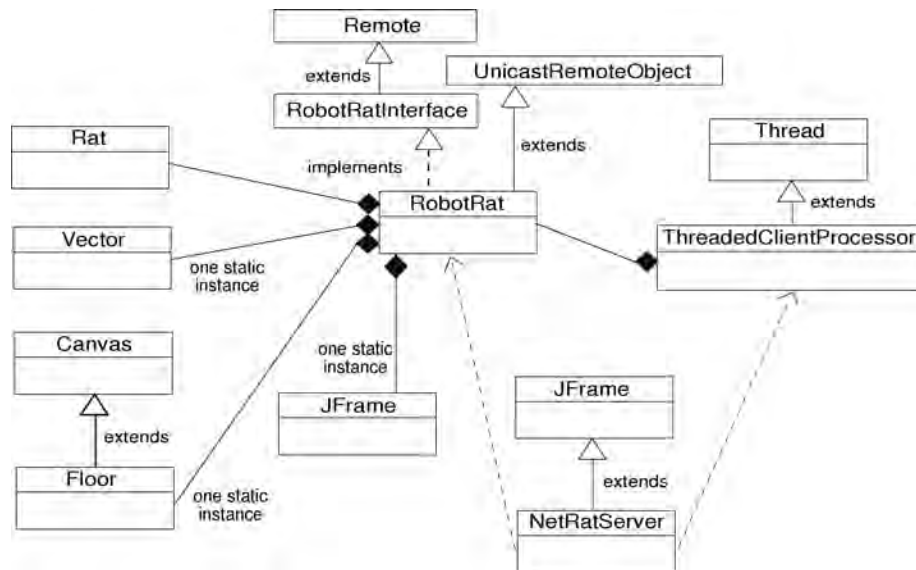 Remote
extends
UnicastRemoteObject
RobotRatInterface
Thread
Rat
extends
implements
extends
RobotRat
Vector
ThreadedClientProcessor
one static
instance
Canvas
one static
instance
JFrame
JFrame
extends
Floor
one static
instance
extends
NetRatServer